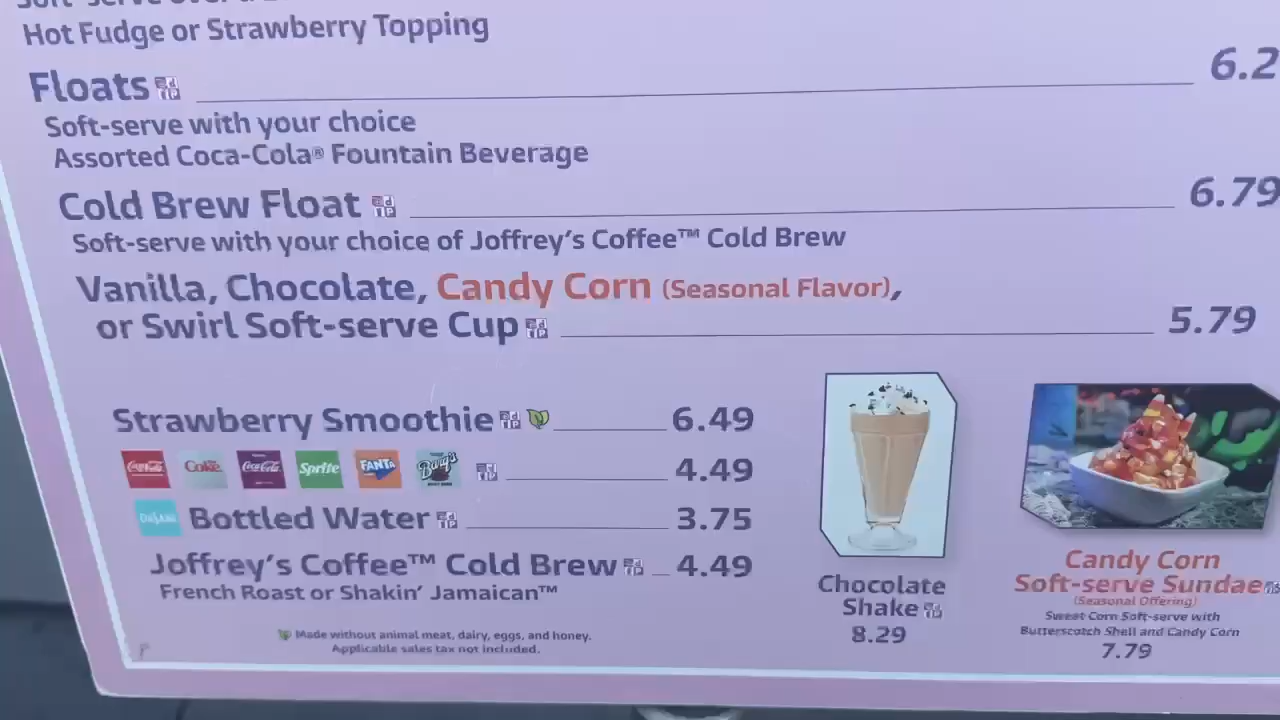 Hot Fudge or Strawberry Topping
Floats 6.2
Soft-serve with your choice
Assorted Coca-Cola® Fountain Beverage
Cold Brew Float 6.79
Soft-serve with your choice of Joffrey's Coffee™ Cold Brew
Vanilla, Chocolate, Candy Corn (Seasonal Flavor),
or Swirl Soft-serve Cup 5.79
Strawberry Smoothie 6.49
Coca-Cola Coke Coca-Cola Sprite FANTA Barq's 4.49
DASANI Bottled Water 3.75
Joffrey's Coffee™ Cold Brew 4.49
French Roast or Shakin' Jamaican™
Made without animal meat, dairy, eggs, and honey.
Applicable sales tax not included.
Chocolate
Shake
8.29
Candy Corn
Soft-serve Sundae
(Seasonal Offering)
Sweet Corn Soft-serve with
Butterscotch Shell and Candy Corn
7.79